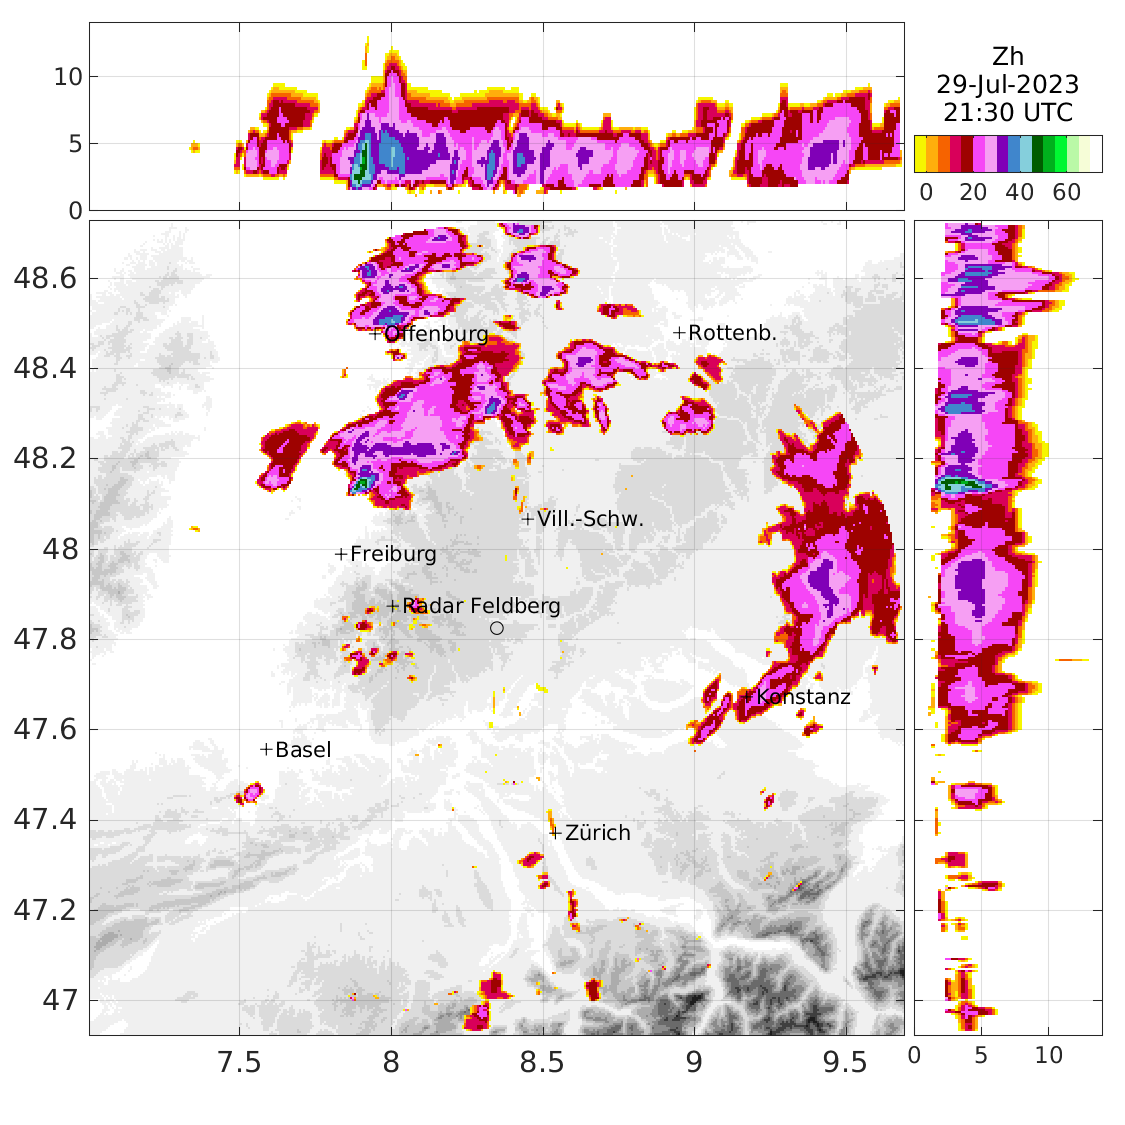 Zh
29-Jul-2023
21:30 UTC
0 20 40 60
10
5
0
48.6
48.4
48.2
48
47.8
47.6
47.4
47.2
47
Offenburg
Rottenb.
Vill.-Schw.
Freiburg
Radar Feldberg
Konstanz
Basel
Zürich
7.5 8 8.5 9 9.5
0 5 10